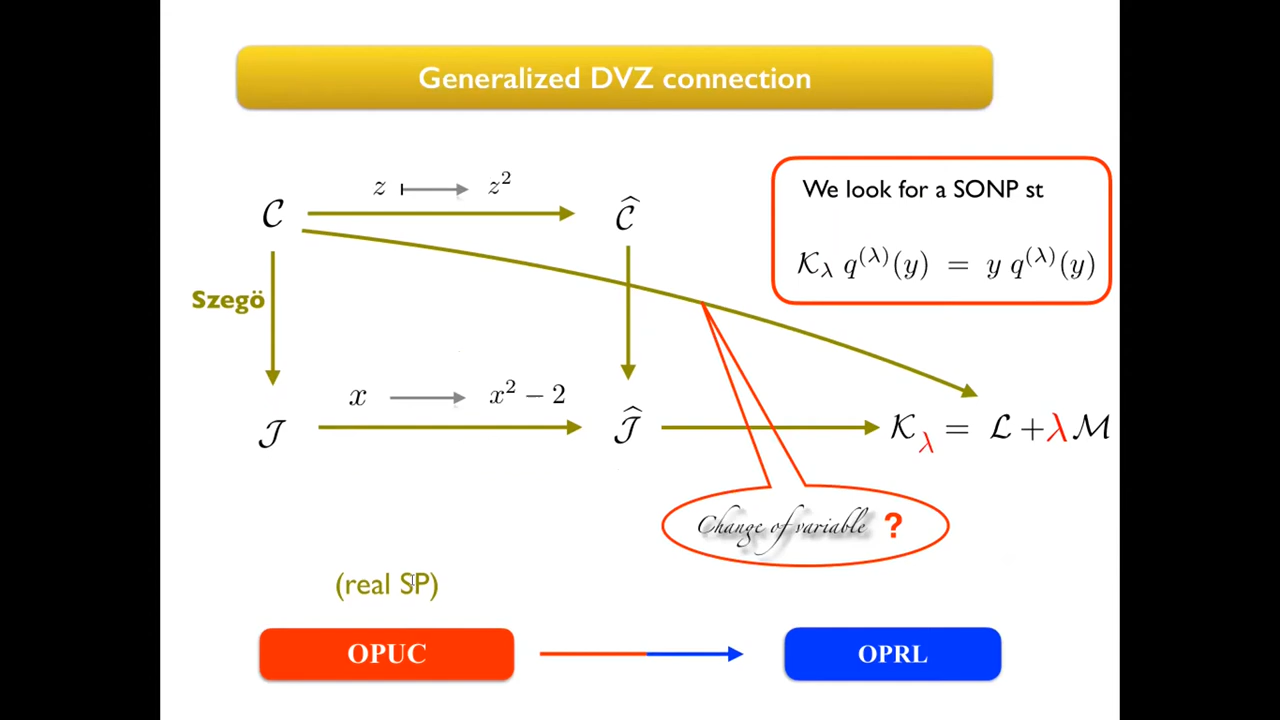 Generalized DVZ connection
z ⟼ z²
𝒞
Ĉ
We look for a SONP st
𝒦_λ q^(λ)(y) = y q^(λ)(y)
Szegö
x ⟶ x² − 2
𝒥
𝒥̂
𝒦_λ = ℒ + λ ℳ
Change of variable ?
(real SP)
OPUC
OPRL